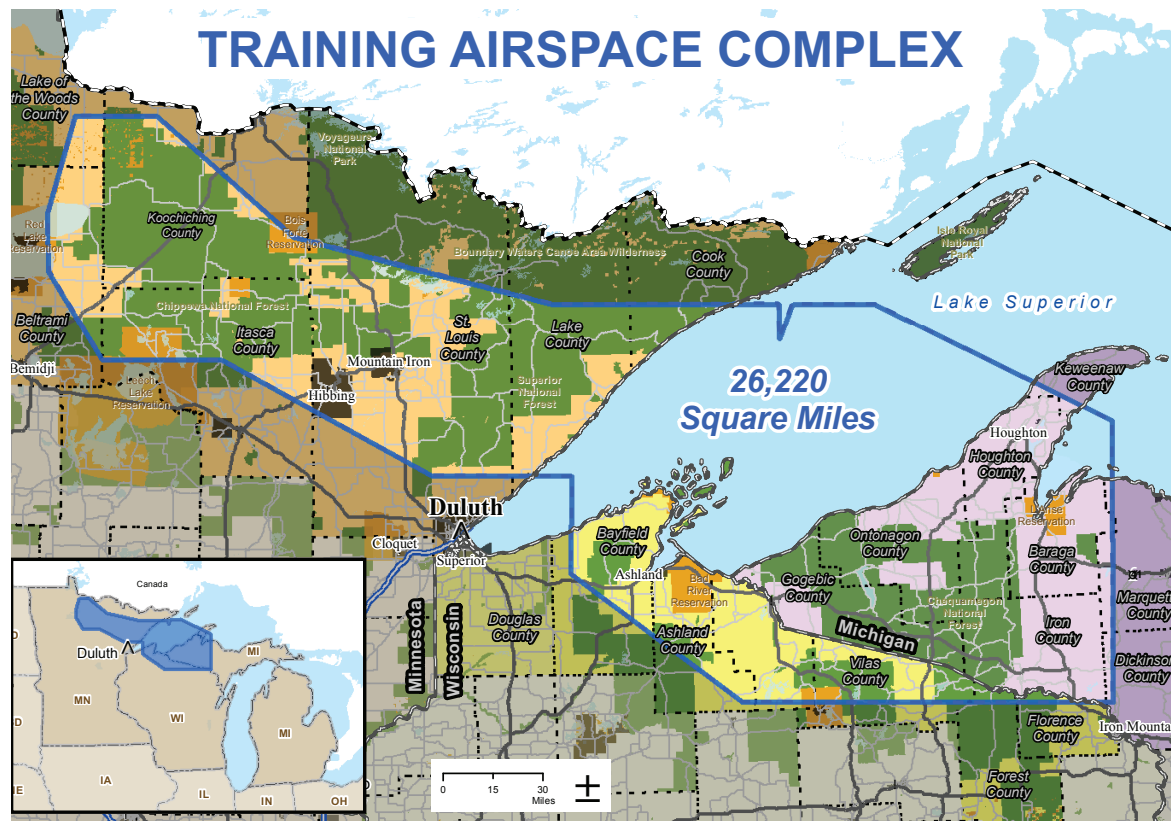 TRAINING AIRSPACE COMPLEX
Lake of
the Woods
County
Voyageurs
National
Park
Koochiching
County
Red
Lake
Reservation
Bois
Forte
Reservation
Boundary Waters Canoe Area Wilderness
Cook
County
Isle Royal
National
Park
Lake Superior
Beltrami
County
Chippewa National Forest
Itasca
County
St.
Louis
County
Lake
County
Bemidji
Mountain Iron
Leech
Lake
Reservation
Hibbing
Superior
National
Forest
26,220
Square Miles
Keweenaw
County
Houghton
Houghton
County
Duluth
Cloquet
Superior
Bayfield
County
Ashland
Bad
River
Reservation
L'Anse
Reservation
Ontonagon
County
Baraga
County
Gogebic
County
Marquette
County
Chequamegon
National
Forest
Iron
County
Minnesota
Wisconsin
Douglas
County
Ashland
County
Michigan
Vilas
County
Dickinson
County
Florence
County
Iron Mounta
Forest
County
Canada
Duluth
MI
MN
WI
MI
D
D
IA
NE
IL
IN
OH
0 15 30
Miles